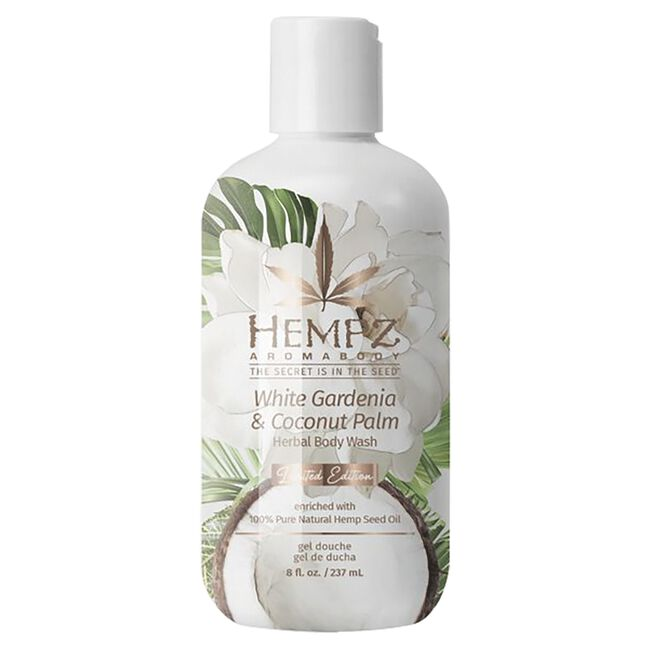 HEMPZ
AROMABODY
THE SECRET IS IN THE SEED™
White Gardenia
& Coconut Palm
Herbal Body Wash
Limited Edition
enriched with
100% Pure Natural Hemp Seed Oil
gel douche
gel de ducha
8 fl. oz. / 237 mL